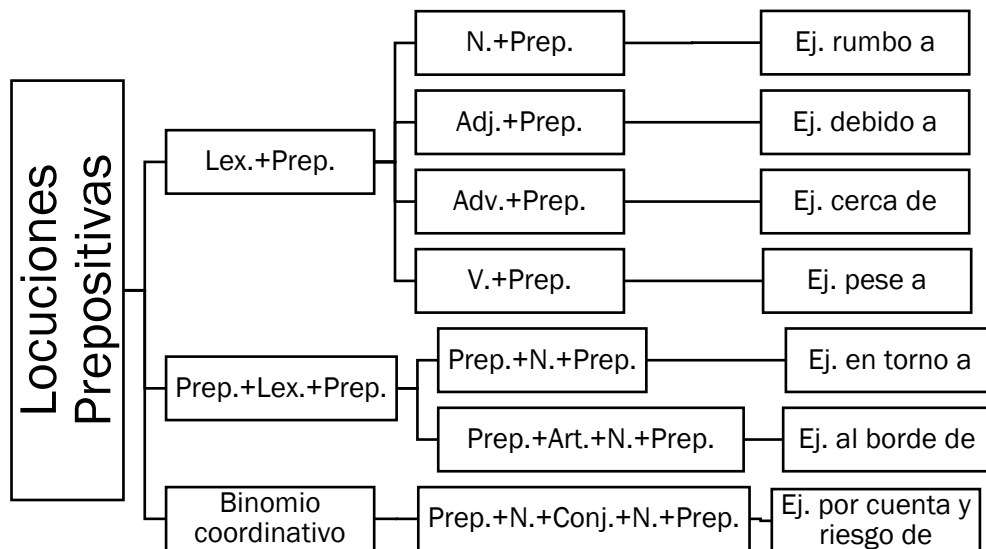 Locuciones
Prepositivas
Lex.+Prep.
N.+Prep.
Ej. rumbo a
Adj.+Prep.
Ej. debido a
Adv.+Prep.
Ej. cerca de
V.+Prep.
Ej. pese a
Prep.+Lex.+Prep.
Prep.+N.+Prep.
Ej. en torno a
Prep.+Art.+N.+Prep.
Ej. al borde de
Binomio
coordinativo
Prep.+N.+Conj.+N.+Prep.
Ej. por cuenta y
riesgo de